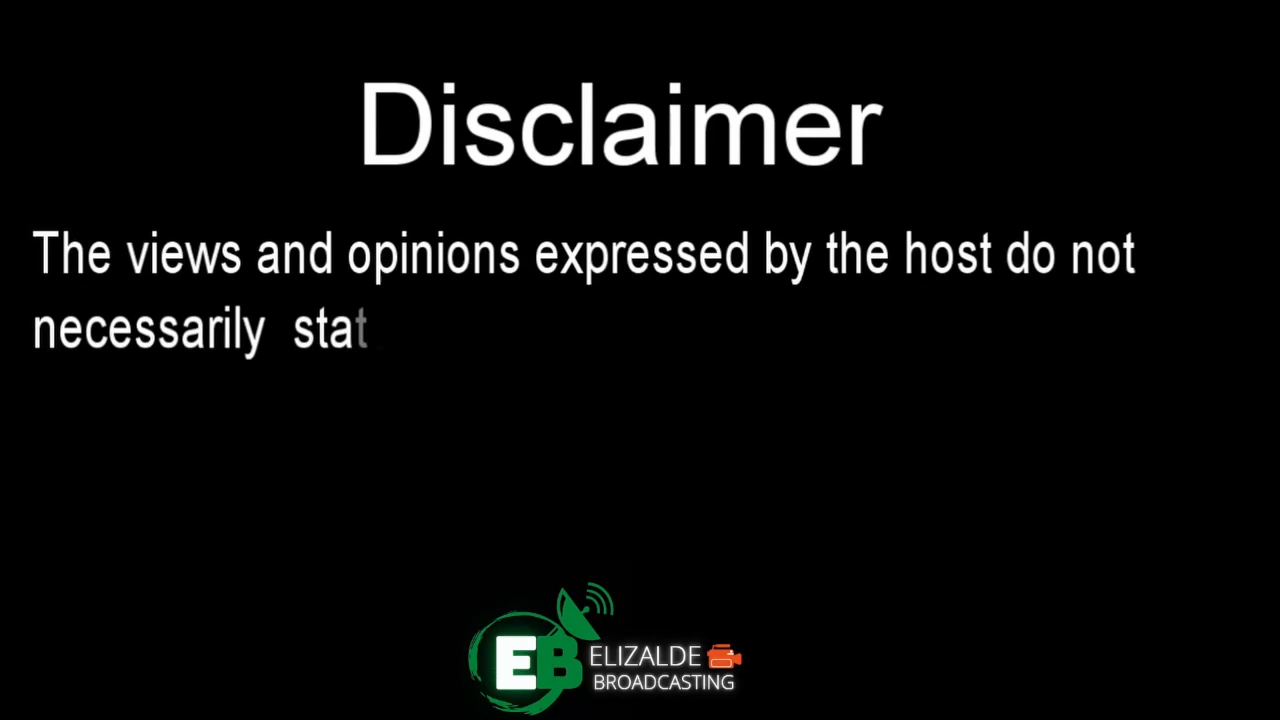 Disclaimer
The views and opinions expressed by the host do not
necessarily  stat
EB
ELIZALDE
BROADCASTING